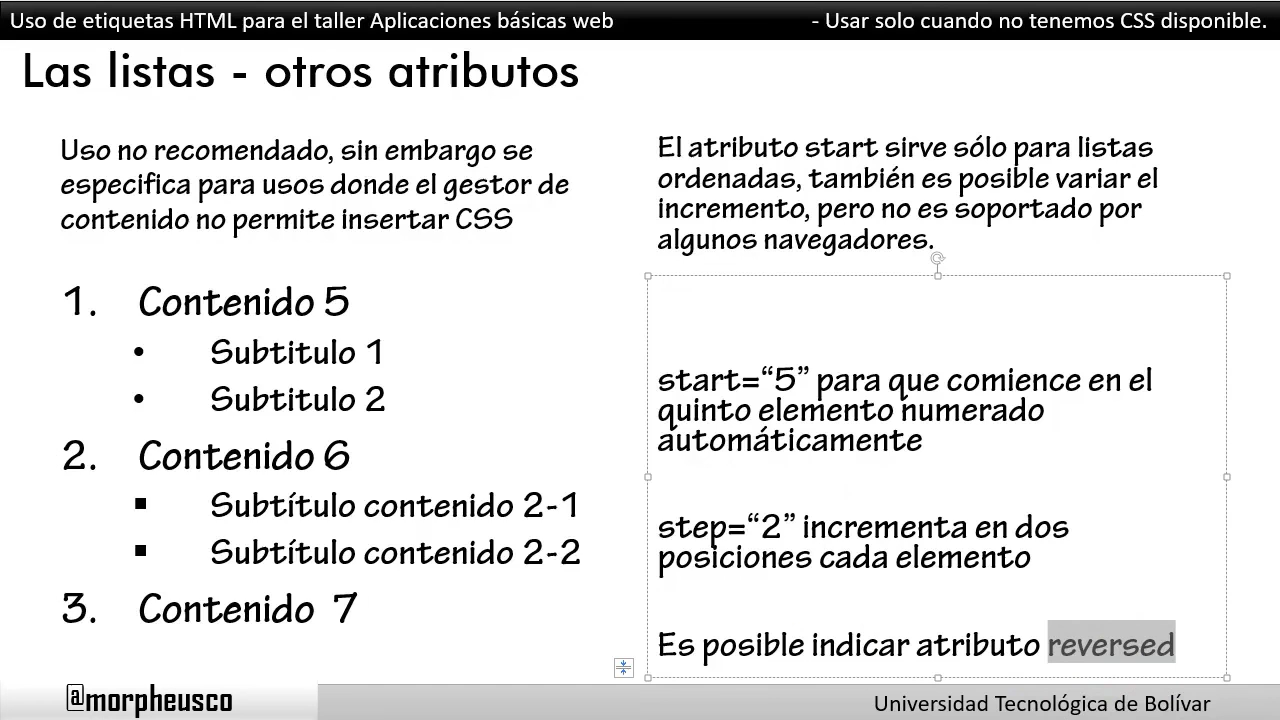 Uso de etiquetas HTML para el taller Aplicaciones básicas web
- Usar solo cuando no tenemos CSS disponible.
Las listas - otros atributos
Uso no recomendado, sin embargo se
especifica para usos donde el gestor de
contenido no permite insertar CSS
1. Contenido 5
• Subtitulo 1
• Subtitulo 2
2. Contenido 6
▪ Subtítulo contenido 2-1
▪ Subtítulo contenido 2-2
3. Contenido 7
El atributo start sirve sólo para listas
ordenadas, también es posible variar el
incremento, pero no es soportado por
algunos navegadores.
start=“5” para que comience en el
quinto elemento numerado
automáticamente
step=“2” incrementa en dos
posiciones cada elemento
Es posible indicar atributo reversed
@morpheusco
Universidad Tecnológica de Bolívar